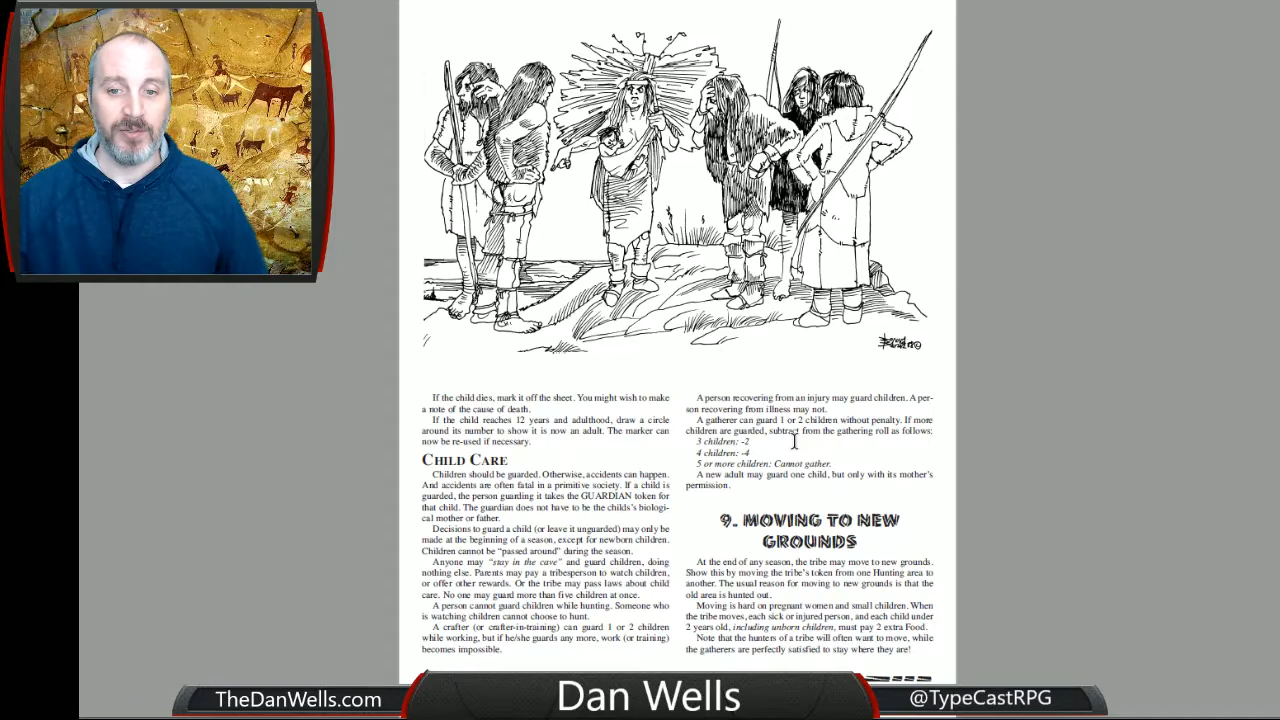 If the child dies, mark it off the sheet. You might wish to make
a note of the cause of death.
If the child reaches 12 years and adulthood, draw a circle
around its number to show it is now an adult. The marker can
now be re-used if necessary.
CHILD CARE
Children should be guarded. Otherwise, accidents can happen.
And accidents are often fatal in a primitive society. If a child is
guarded, the person guarding it takes the GUARDIAN token for
that child. The guardian does not have to be the childs's biologi-
cal mother or father.
Decisions to guard a child (or leave it unguarded) may only be
made at the beginning of a season, except for newborn children.
Children cannot be "passed around" during the season.
Anyone may "stay in the cave" and guard children, doing
nothing else. Parents may pay a tribesperson to watch children,
or offer other rewards. Or the tribe may pass laws about child
care. No one may guard more than five children at once.
A person cannot guard children while hunting. Someone who
is watching children cannot choose to hunt.
A crafter (or crafter-in-training) can guard 1 or 2 children
while working, but if he/she guards any more, work (or training)
becomes impossible.
A person recovering from an injury may guard children. A per-
son recovering from illness may not.
A gatherer can guard 1 or 2 children without penalty. If more
children are guarded, subtract from the gathering roll as follows:
3 children: -2
4 children: -4
5 or more children: Cannot gather.
A new adult may guard one child, but only with its mother's
permission.
9. MOVING TO NEW
GROUNDS
At the end of any season, the tribe may move to new grounds.
Show this by moving the tribe's token from one Hunting area to
another. The usual reason for moving to new grounds is that the
old area is hunted out.
Moving is hard on pregnant women and small children. When
the tribe moves, each sick or injured person, and each child under
2 years old, including unborn children, must pay 2 extra Food.
Note that the hunters of a tribe will often want to move, while
the gatherers are perfectly satisfied to stay where they are!
TheDanWells.com
Dan Wells
@TypeCastRPG